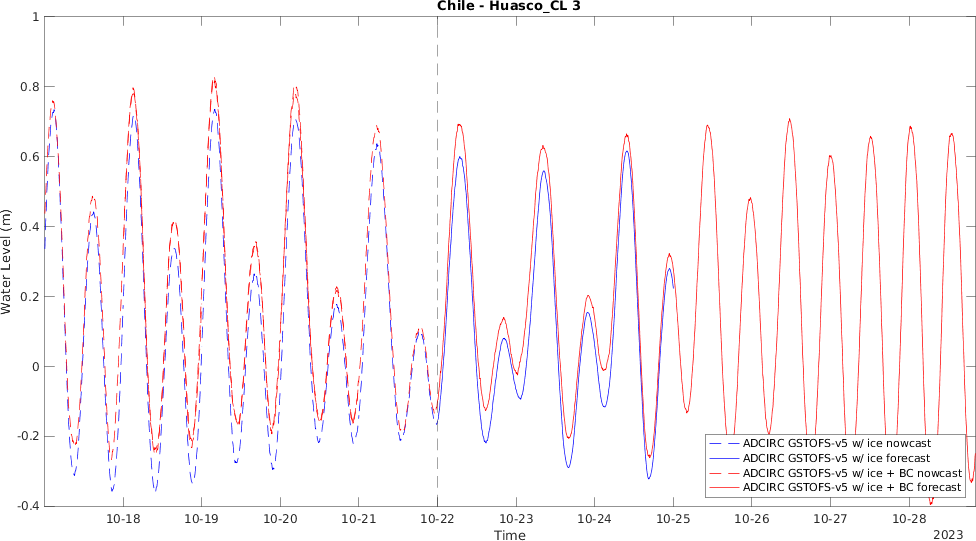 Chile - Huasco_CL 3
Water Level (m)
1
0.8
0.6
0.4
0.2
0
-0.2
-0.4
ADCIRC GSTOFS-v5 w/ ice nowcast
ADCIRC GSTOFS-v5 w/ ice forecast
ADCIRC GSTOFS-v5 w/ ice + BC nowcast
ADCIRC GSTOFS-v5 w/ ice + BC forecast
10-18 10-19 10-20 10-21 10-22 10-23 10-24 10-25 10-26 10-27 10-28
Time
2023